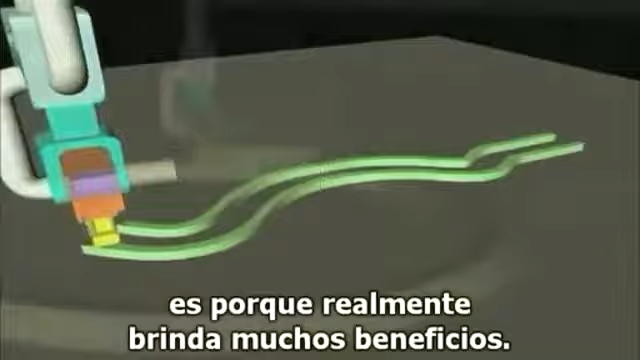 es porque realmente
brinda muchos beneficios.